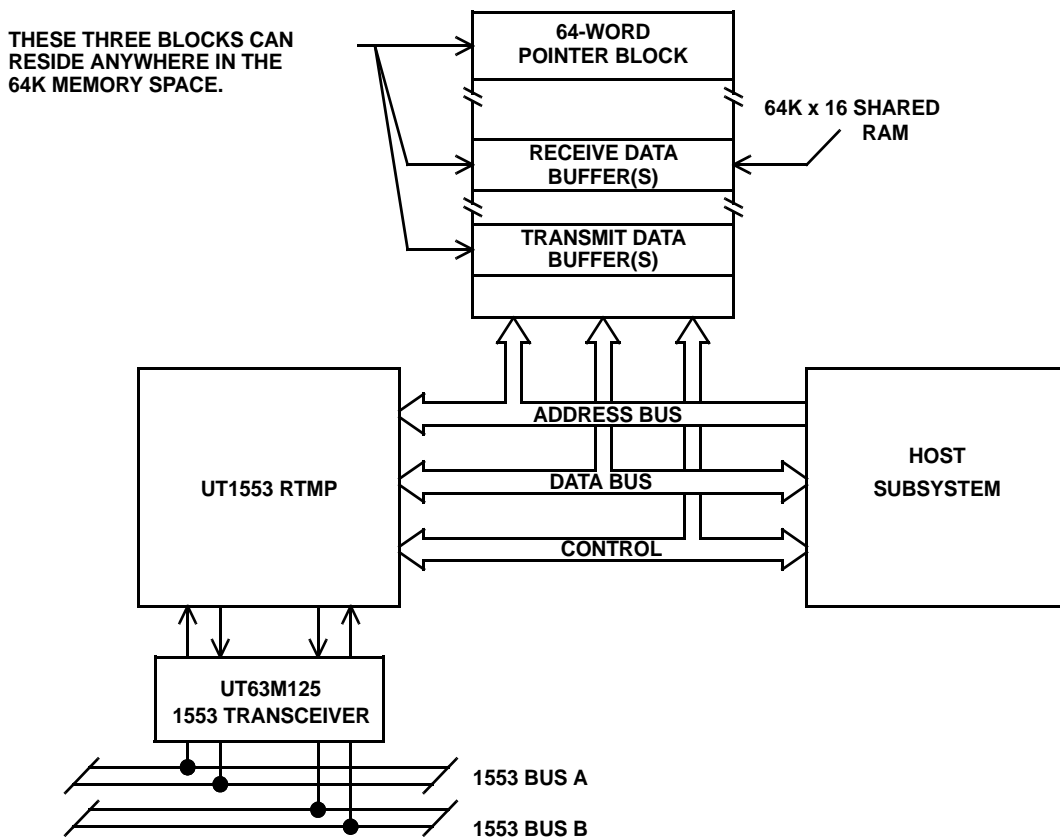 THESE THREE BLOCKS CAN
RESIDE ANYWHERE IN THE
64K MEMORY SPACE.
64-WORD
POINTER BLOCK
64K x 16 SHARED
RAM
RECEIVE DATA
BUFFER(S)
TRANSMIT DATA
BUFFER(S)
ADDRESS BUS
UT1553 RTMP
DATA BUS
HOST
SUBSYSTEM
CONTROL
UT63M125
1553 TRANSCEIVER
1553 BUS A
1553 BUS B